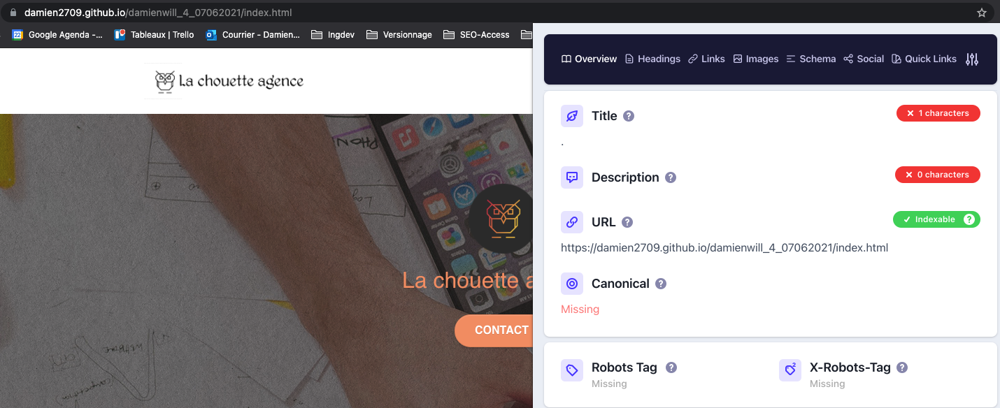 damien2709.github.io/damienwill_4_07062021/index.html
22 Google Agenda -... Tableaux | Trello Courrier - Damien... Ingdev Versionnage SEO-Access
Overview Headings Links Images Schema Social Quick Links
La chouette agence
Title ? 1 characters
.
Description ? 0 characters
URL ? Indexable ?
https://damien2709.github.io/damienwill_4_07062021/index.html
La chouette a
Canonical ?
Missing
CONTACT
Robots Tag ? X-Robots-Tag ?
Missing Missing